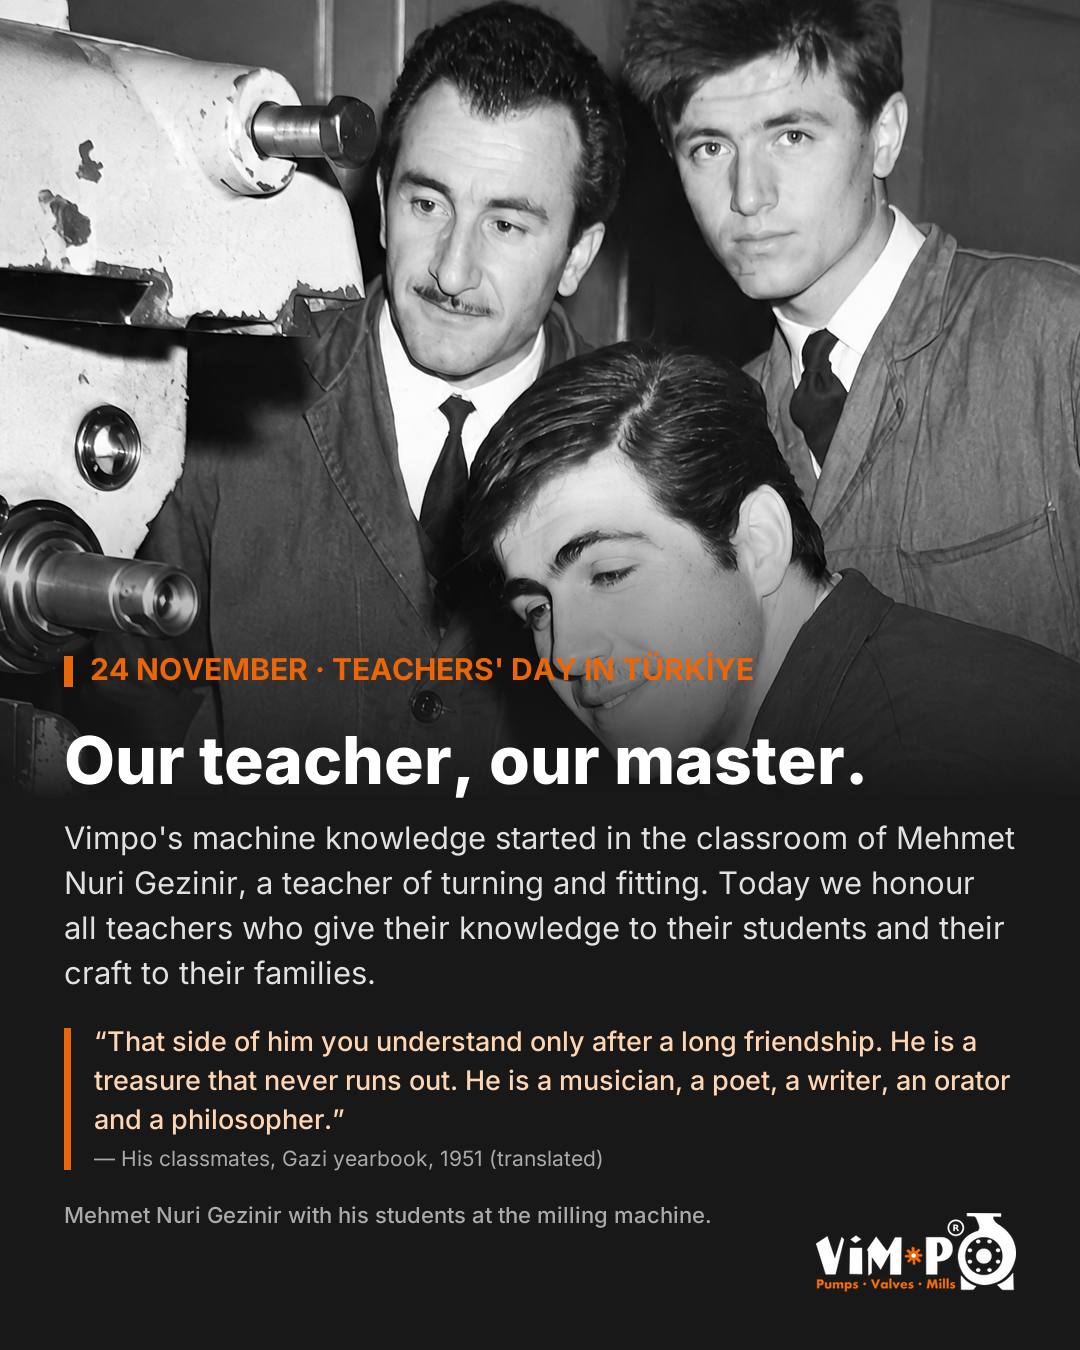 24 NOVEMBER · TEACHERS' DAY IN TÜRKİYE
Our teacher, our master.
Vimpo's machine knowledge started in the classroom of Mehmet
Nuri Gezinir, a teacher of turning and fitting. Today we honour
all teachers who give their knowledge to their students and their
craft to their families.
“That side of him you understand only after a long friendship. He is a
treasure that never runs out. He is a musician, a poet, a writer, an orator
and a philosopher.”
— His classmates, Gazi yearbook, 1951 (translated)
Mehmet Nuri Gezinir with his students at the milling machine.
ViMPO®
Pumps · Valves · Mills